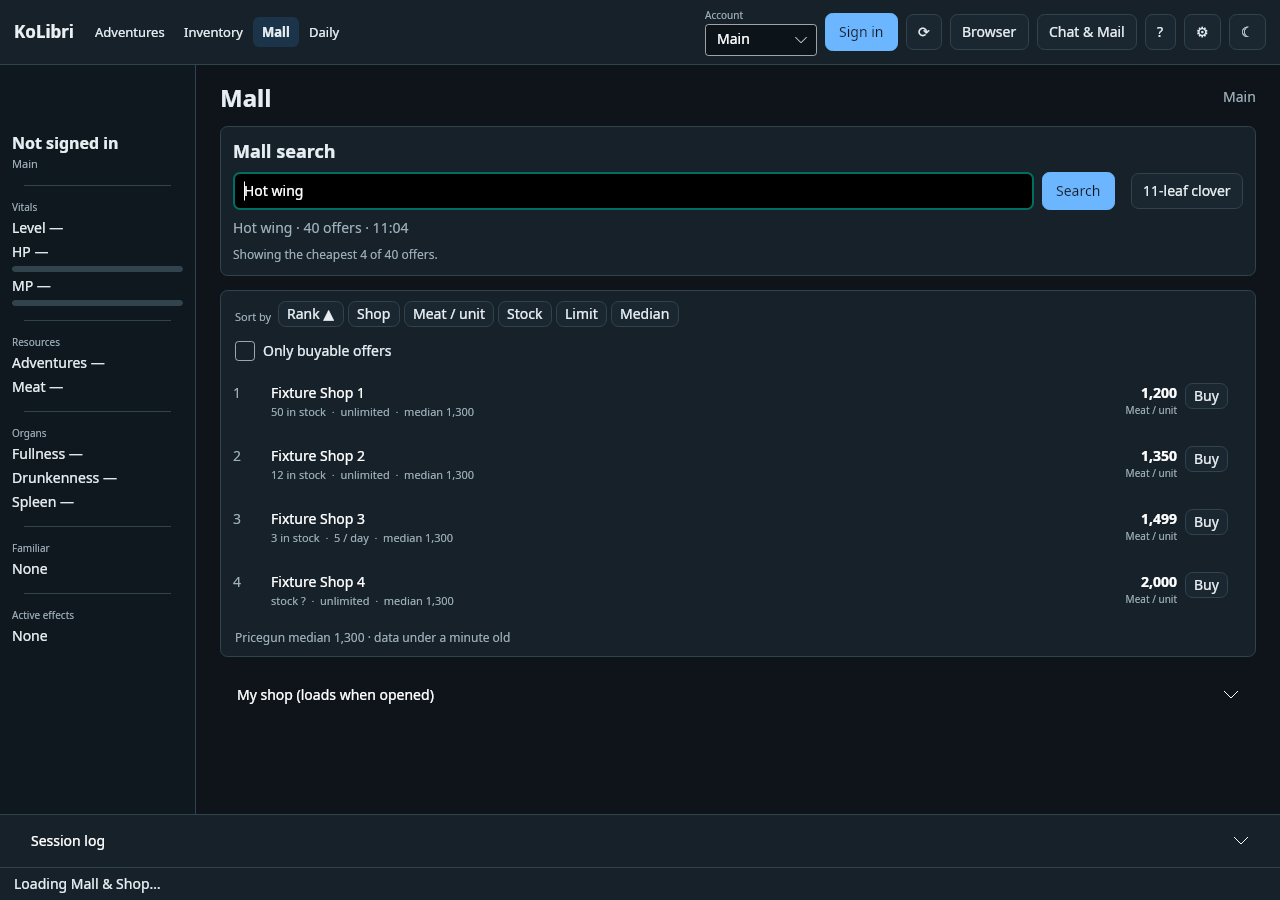 KoLibri
Adventures
Inventory
Mall
Daily
Account
Main
Sign in
⟳
Browser
Chat & Mail
?
⚙
☾
Not signed in
Main
Vitals
Level —
HP —
MP —
Resources
Adventures —
Meat —
Organs
Fullness —
Drunkenness —
Spleen —
Familiar
None
Active effects
None
Mall
Main
Mall search
Hot wing
Search
11-leaf clover
Hot wing · 40 offers · 11:04
Showing the cheapest 4 of 40 offers.
Sort by
Rank ▲
Shop
Meat / unit
Stock
Limit
Median
Only buyable offers
1
Fixture Shop 1
50 in stock · unlimited · median 1,300
1,200
Meat / unit
Buy
2
Fixture Shop 2
12 in stock · unlimited · median 1,300
1,350
Meat / unit
Buy
3
Fixture Shop 3
3 in stock · 5 / day · median 1,300
1,499
Meat / unit
Buy
4
Fixture Shop 4
stock ? · unlimited · median 1,300
2,000
Meat / unit
Buy
Pricegun median 1,300 · data under a minute old
My shop (loads when opened)
Session log
Loading Mall & Shop...